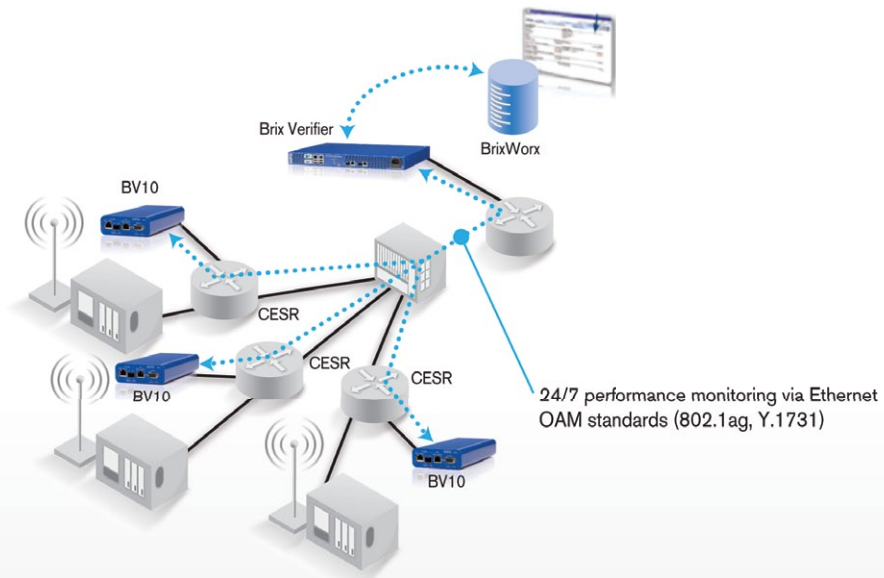 Brix Verifier
BrixWorx
BV10
CESR
CESR
BV10
CESR
24/7 performance monitoring via Ethernet
OAM standards (802.1ag, Y.1731)
BV10